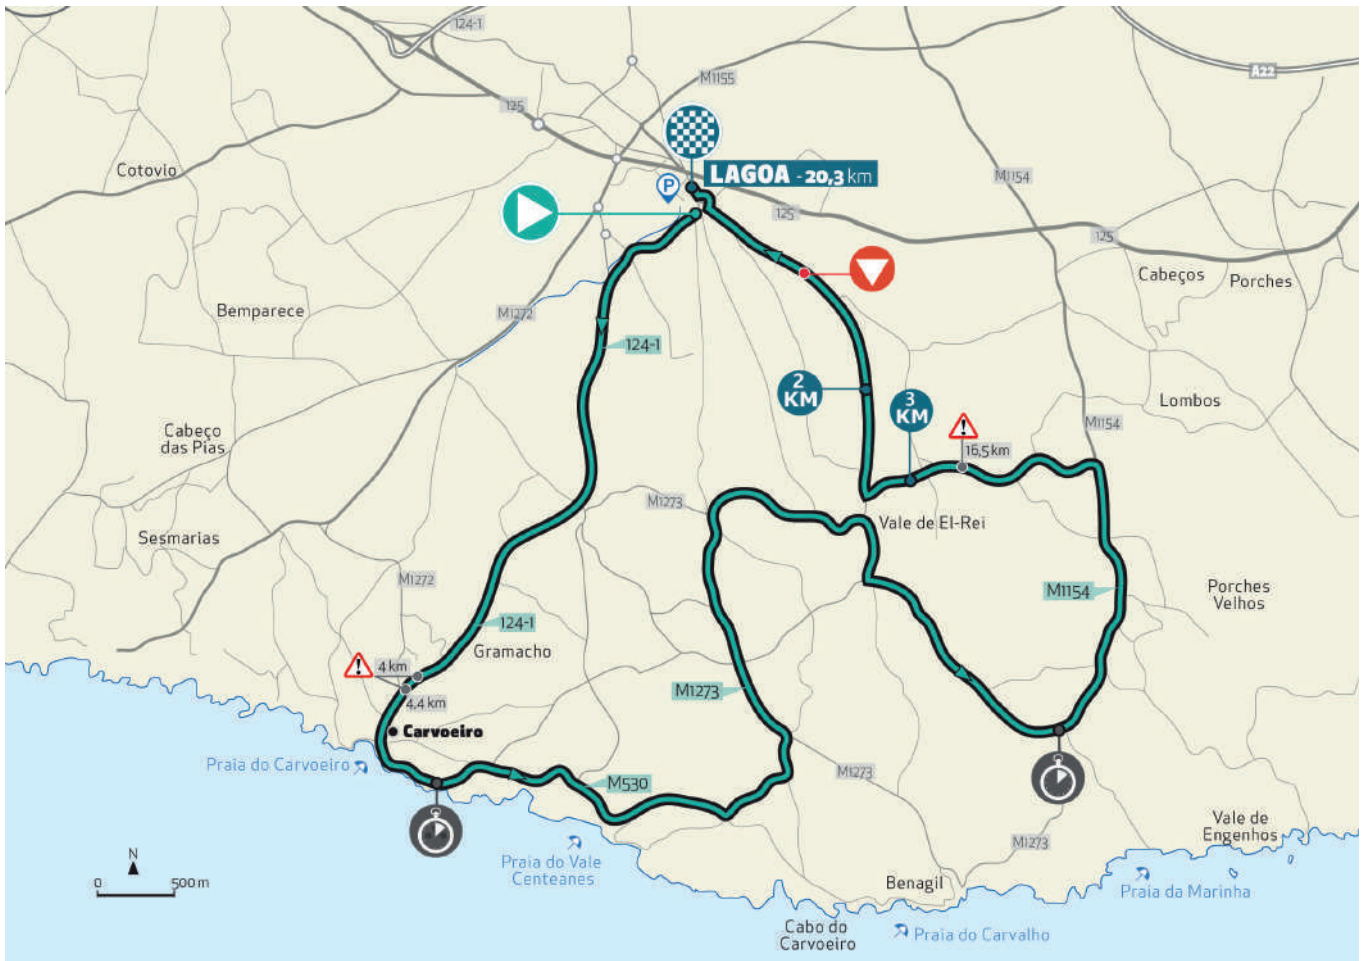 124-1
A22
M1155
125
Cotovio
LAGOA - 20,3 km
P
M1154
125
125
Cabeços
Porches
Bemparece
M1272
124-1
2
KM
3
KM
Lombos
!
16,5 km
M1154
Cabeço
das Pias
M1273
Vale de El-Rei
Sesmarias
M1272
M1154
Porches
Velhos
124-1
Gramacho
!
4 km
4,4 km
M1273
Carvoeiro
Praia do Carvoeiro
M530
M1273
Vale de
Engenhos
M1273
N
0 500 m
Praia do Vale
Centeanes
Benagil
Praia da Marinha
Cabo do
Carvoeiro
Praia do Carvalho